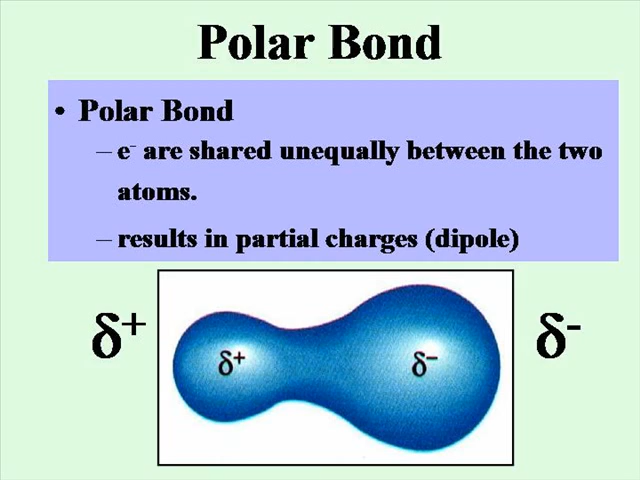 Polar Bond
• Polar Bond
– e⁻ are shared unequally between the two
atoms.
– results in partial charges (dipole)
δ⁺ δ⁺ δ⁻ δ⁻